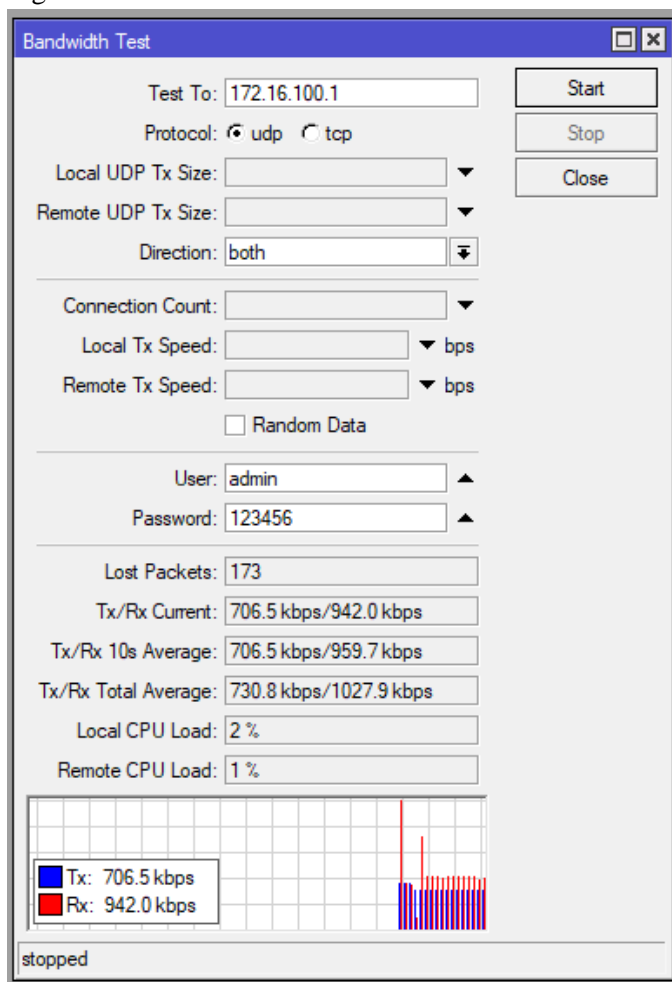 Bandwidth Test
Test To: 172.16.100.1
Start
Protocol: udp tcp
Stop
Local UDP Tx Size:
Close
Remote UDP Tx Size:
Direction: both
Connection Count:
Local Tx Speed: bps
Remote Tx Speed: bps
Random Data
User: admin
Password: 123456
Lost Packets: 173
Tx/Rx Current: 706.5 kbps/942.0 kbps
Tx/Rx 10s Average: 706.5 kbps/959.7 kbps
Tx/Rx Total Average: 730.8 kbps/1027.9 kbps
Local CPU Load: 2 %
Remote CPU Load: 1 %
Tx: 706.5 kbps
Rx: 942.0 kbps
stopped